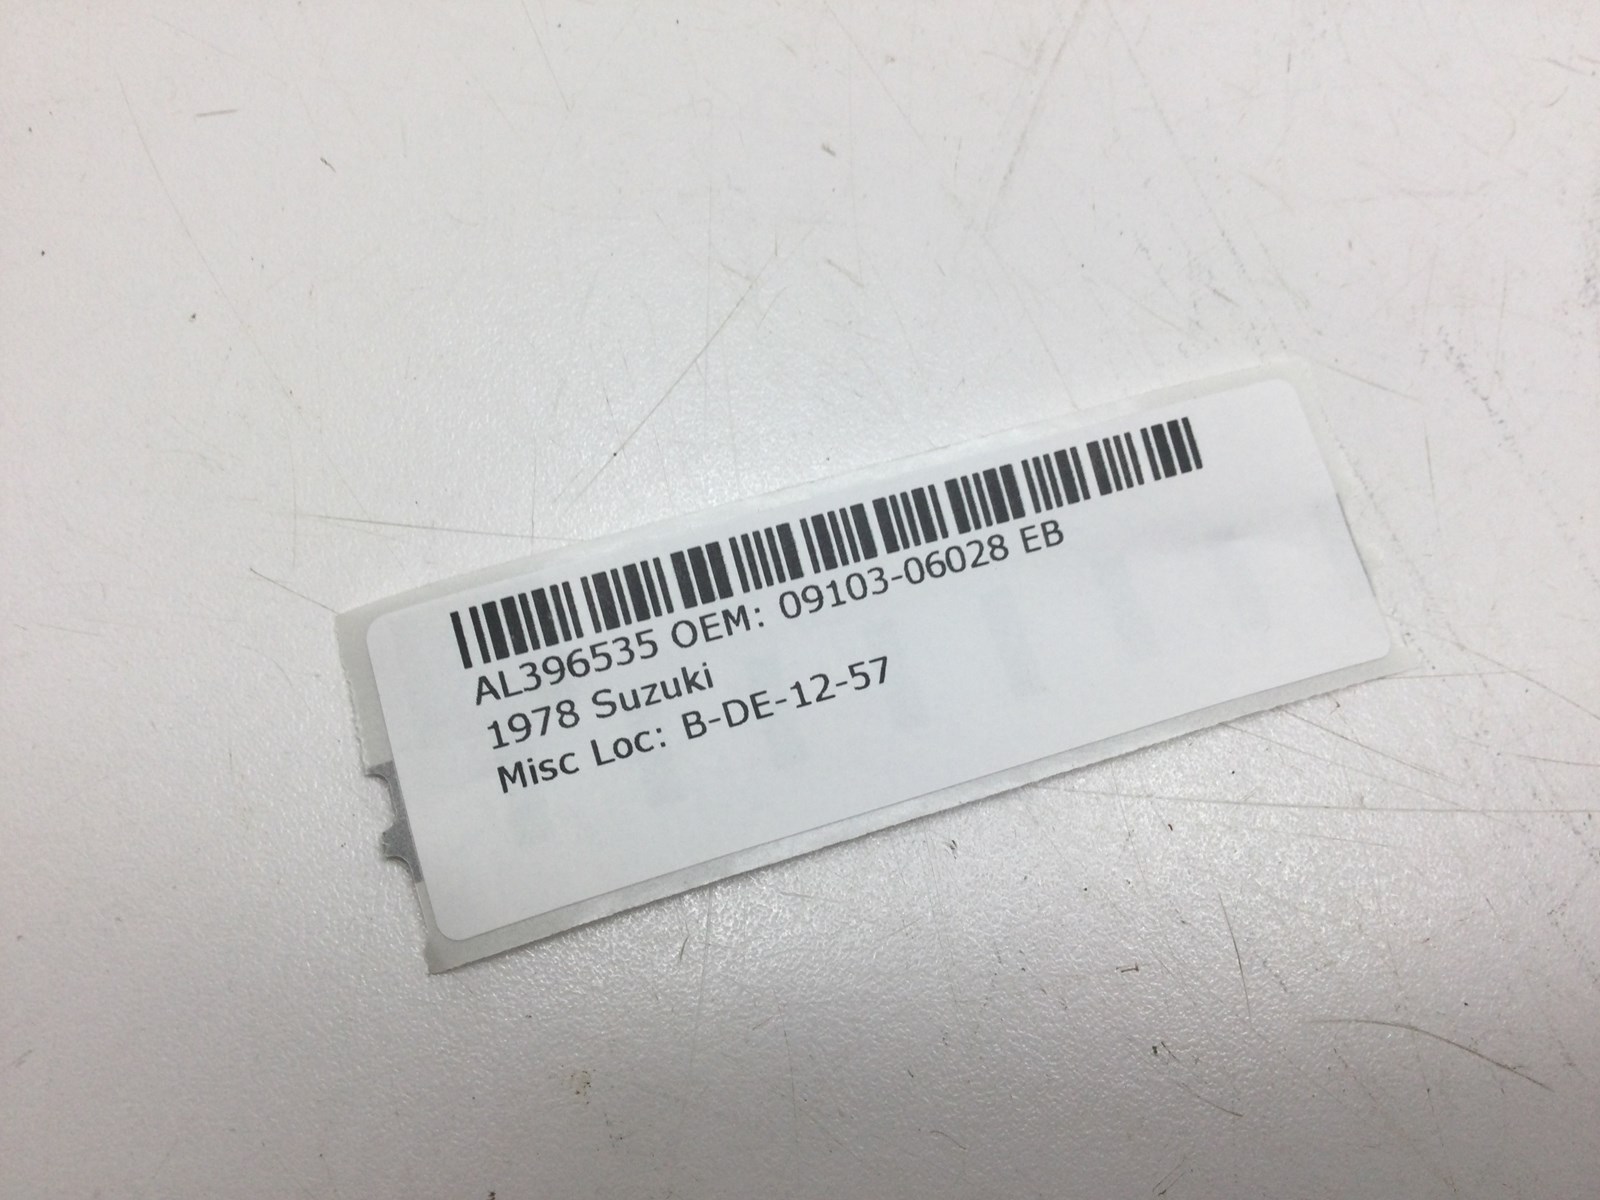 AL396535 OEM: 09103-06028 EB
1978 Suzuki
Misc Loc: B-DE-12-57